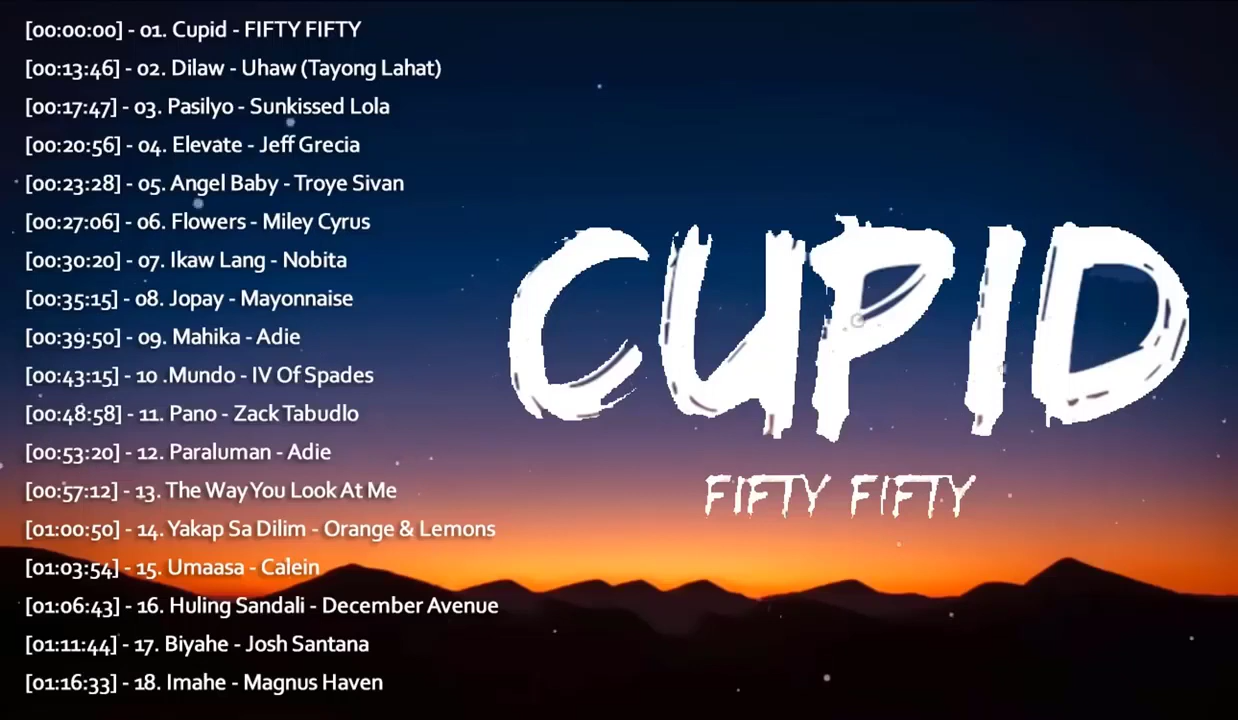 [00:00:00] - 01. Cupid - FIFTY FIFTY
[00:13:46] - 02. Dilaw - Uhaw (Tayong Lahat)
[00:17:47] - 03. Pasilyo - Sunkissed Lola
[00:20:56] - 04. Elevate - Jeff Grecia
[00:23:28] - 05. Angel Baby - Troye Sivan
[00:27:06] - 06. Flowers - Miley Cyrus
[00:30:20] - 07. Ikaw Lang - Nobita
[00:35:15] - 08. Jopay - Mayonnaise
[00:39:50] - 09. Mahika - Adie
[00:43:15] - 10 .Mundo - IV Of Spades
[00:48:58] - 11. Pano - Zack Tabudlo
[00:53:20] - 12. Paraluman - Adie
[00:57:12] - 13. The Way You Look At Me
[01:00:50] - 14. Yakap Sa Dilim - Orange & Lemons
[01:03:54] - 15. Umaasa - Calein
[01:06:43] - 16. Huling Sandali - December Avenue
[01:11:44] - 17. Biyahe - Josh Santana
[01:16:33] - 18. Imahe - Magnus Haven
CUPID
FIFTY FIFTY